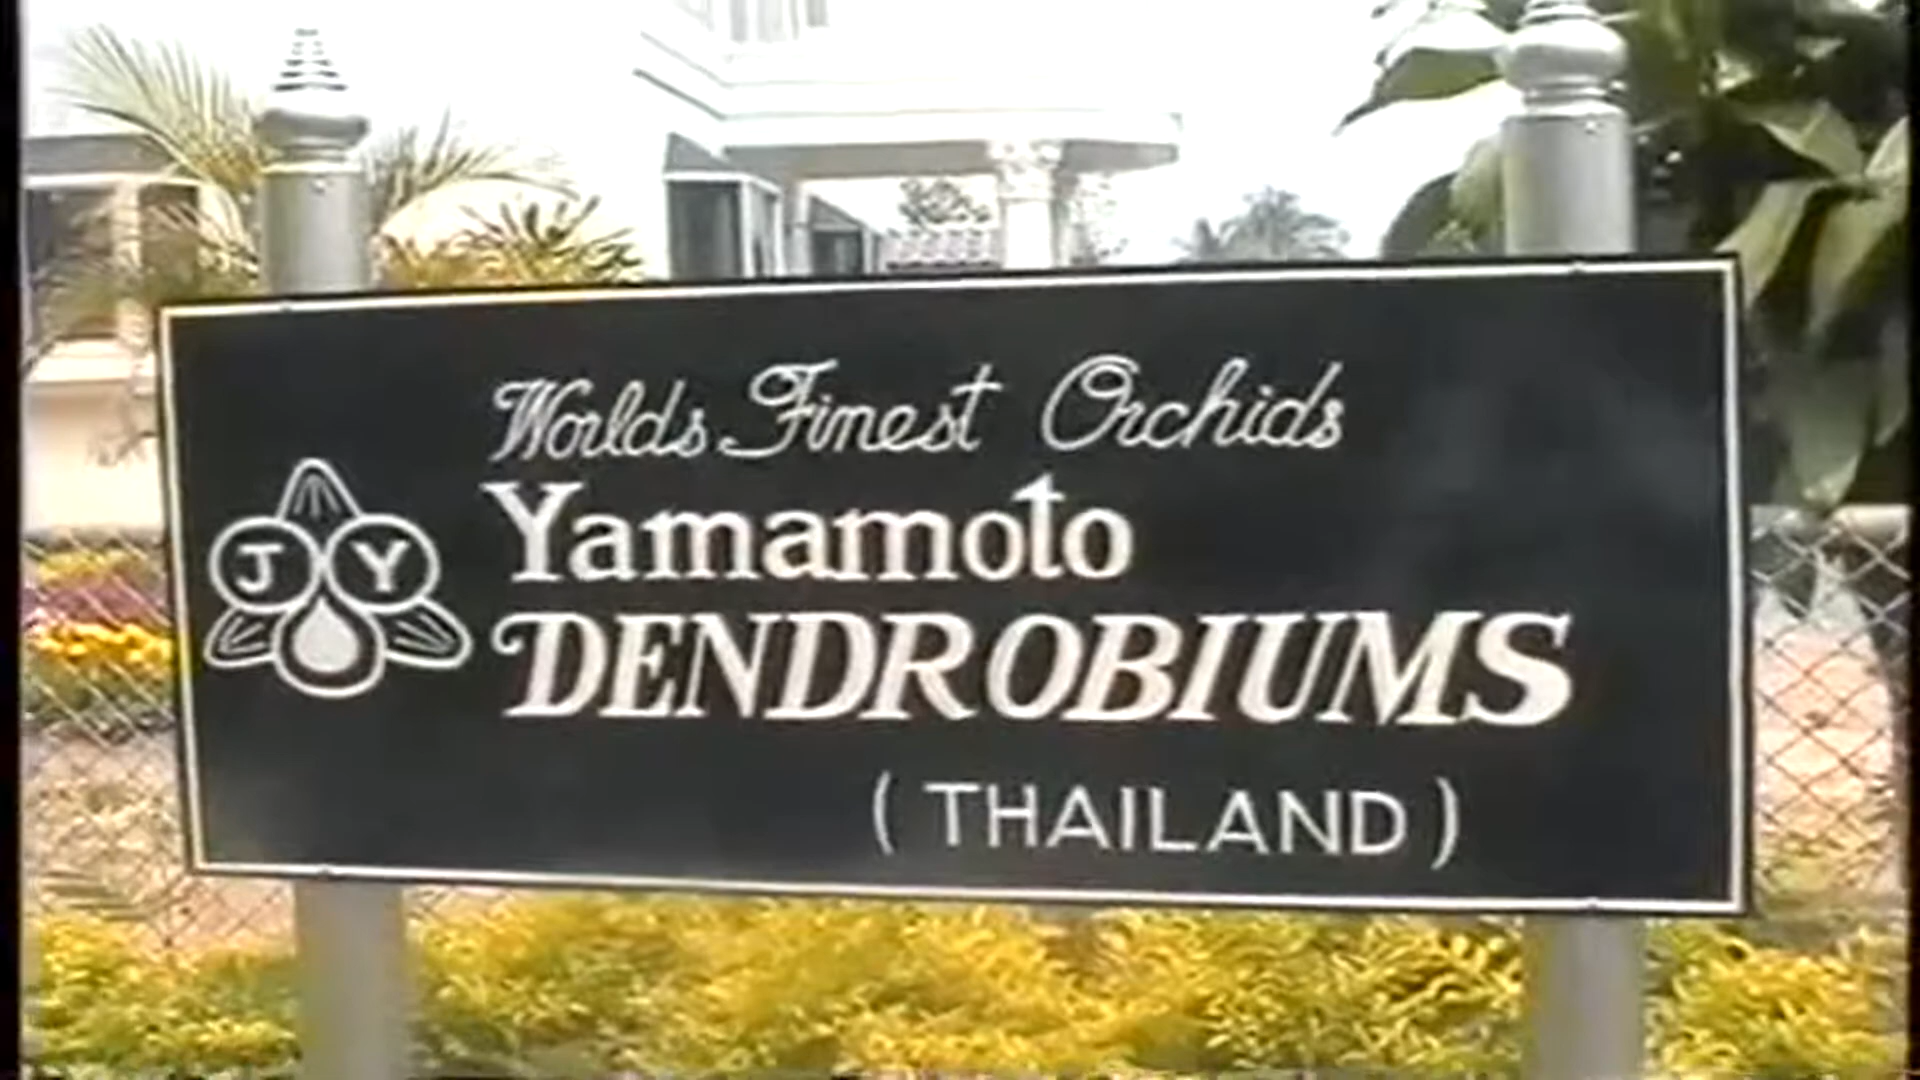 Worlds Finest Orchids
J Y
Yamamoto
DENDROBIUMS
(THAILAND)